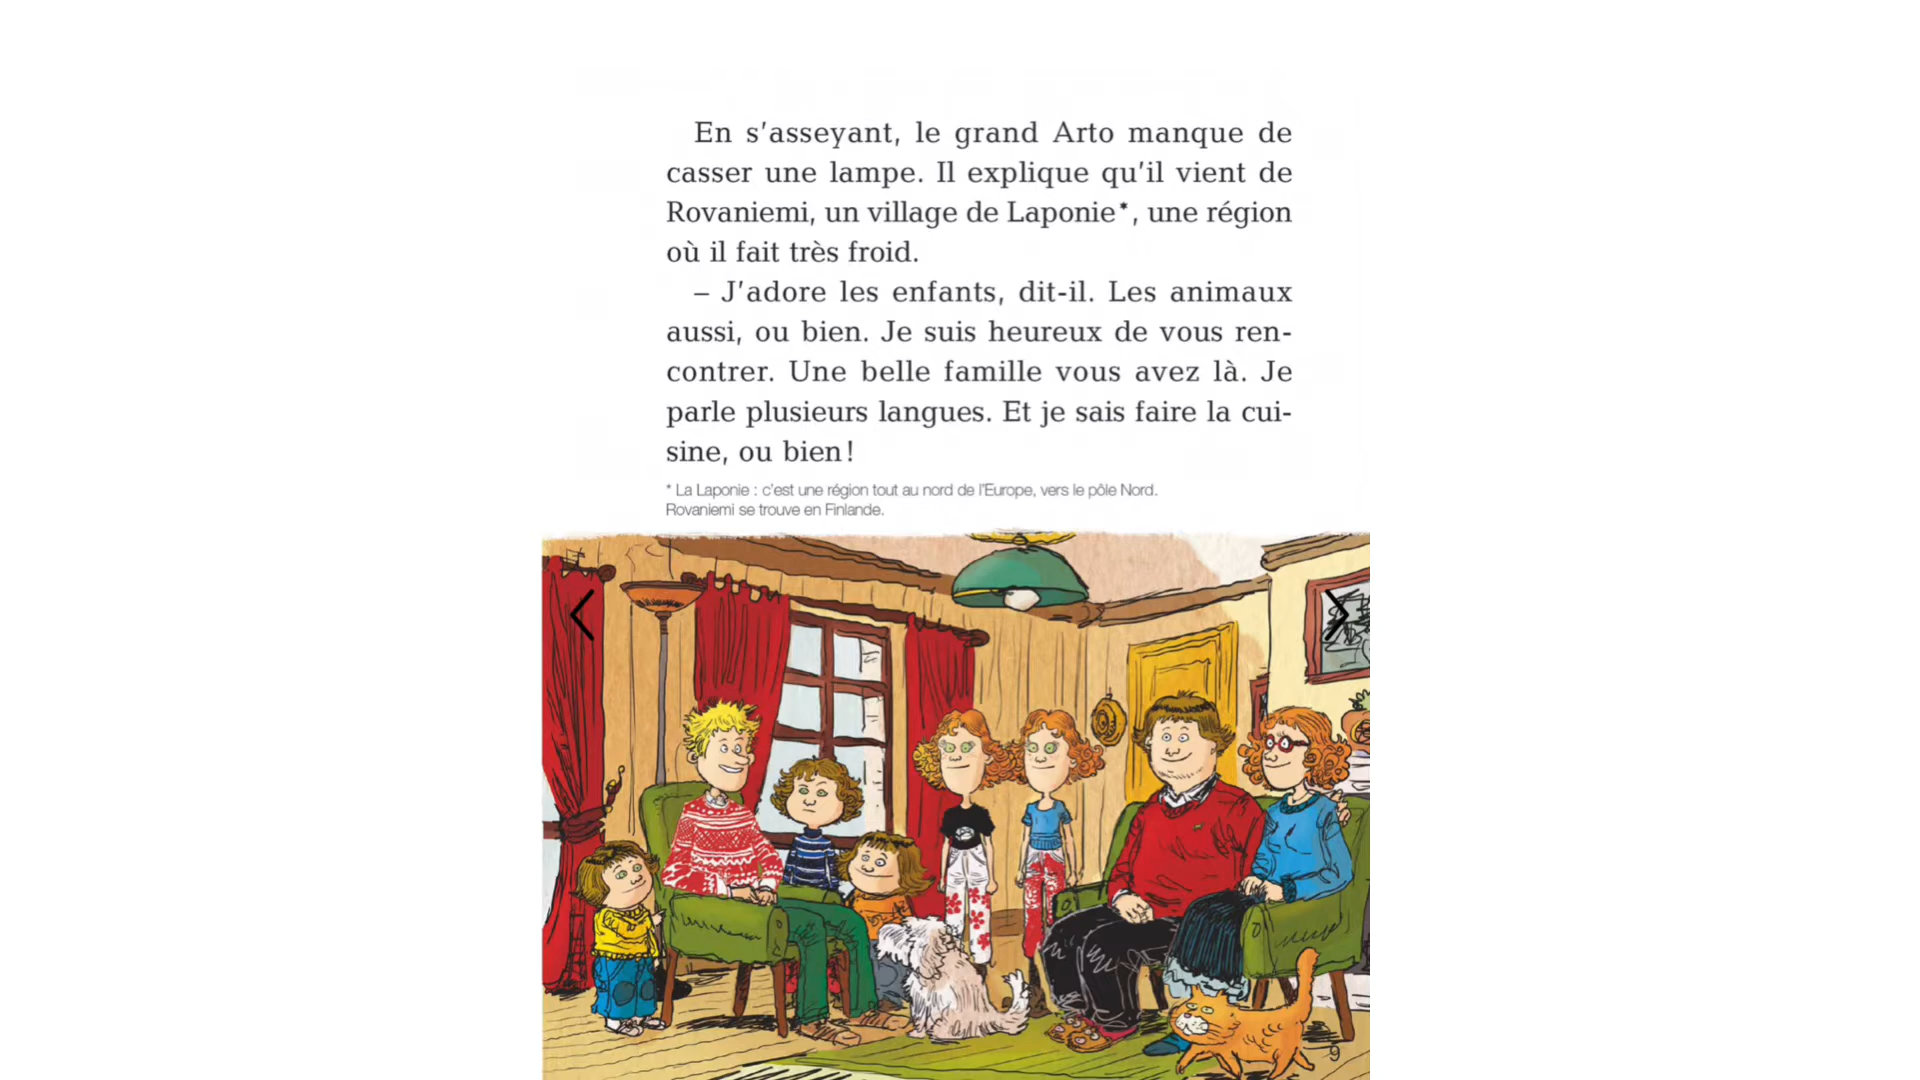 En s’asseyant, le grand Arto manque de
casser une lampe. Il explique qu’il vient de
Rovaniemi, un village de Laponie*, une région
où il fait très froid.
– J’adore les enfants, dit-il. Les animaux
aussi, ou bien. Je suis heureux de vous ren-
contrer. Une belle famille vous avez là. Je
parle plusieurs langues. Et je sais faire la cui-
sine, ou bien !
* La Laponie : c’est une région tout au nord de l’Europe, vers le pôle Nord.
Rovaniemi se trouve en Finlande.
9